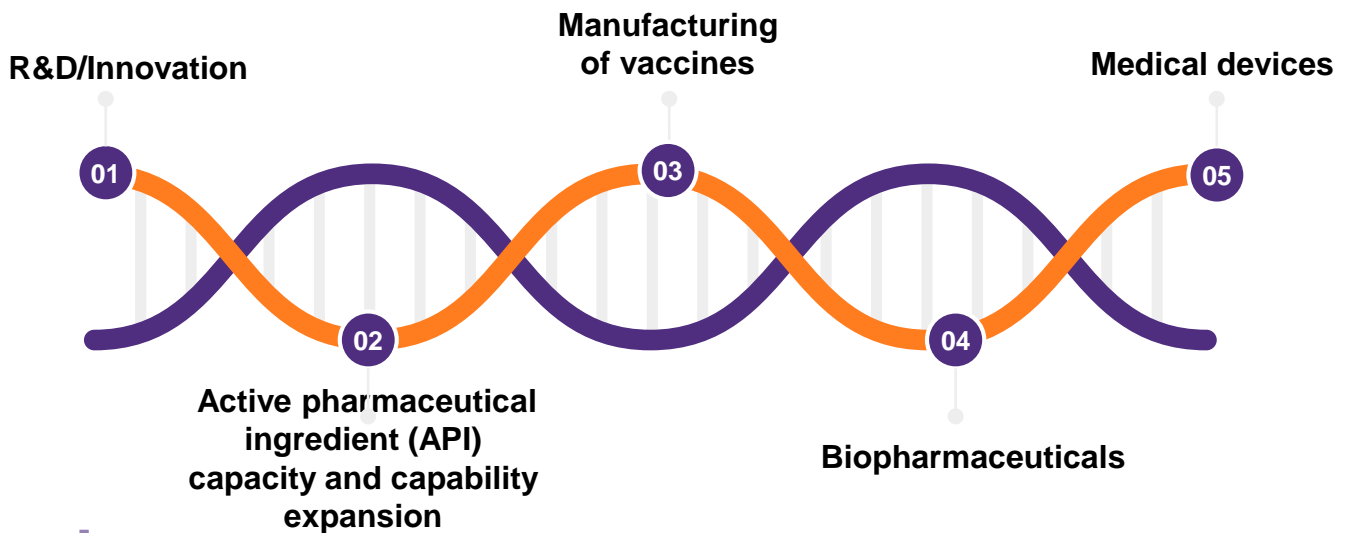 R&D/Innovation
01
Active pharmaceutical
ingredient (API)
capacity and capability
expansion
02
Manufacturing
of vaccines
03
Biopharmaceuticals
04
Medical devices
05